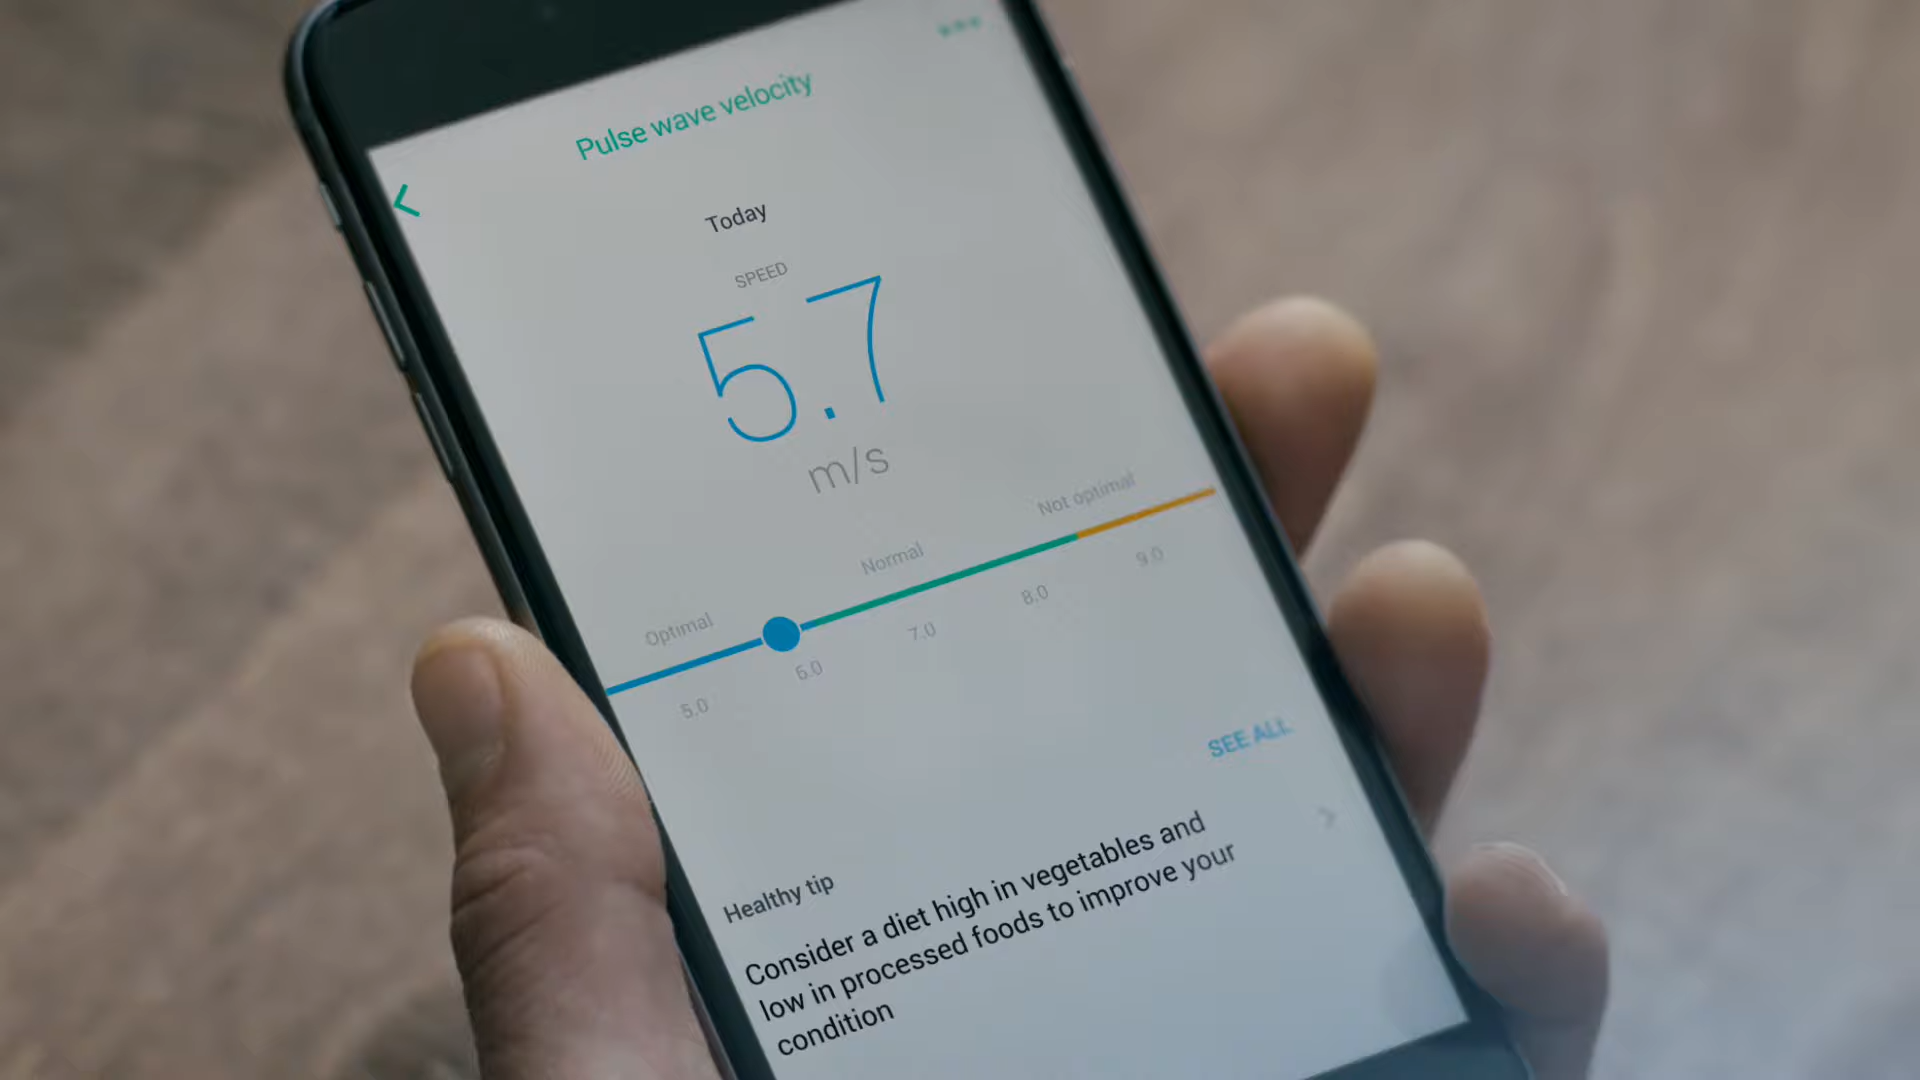 Pulse wave velocity
Today
SPEED
5.7
m/s
Optimal
Normal
Not optimal
5.0
6.0
7.0
8.0
9.0
SEE ALL
Healthy tip
Consider a diet high in vegetables and
low in processed foods to improve your
condition